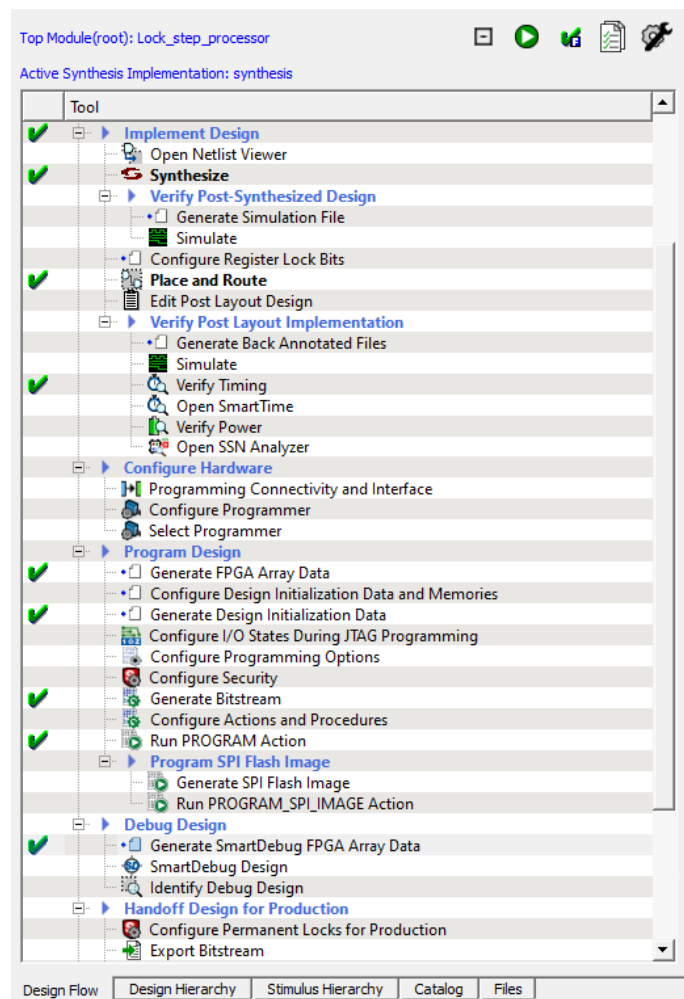 Top Module(root): Lock_step_processor
Active Synthesis Implementation: synthesis
Tool
Implement Design
Open Netlist Viewer
Synthesize
Verify Post-Synthesized Design
Generate Simulation File
Simulate
Configure Register Lock Bits
Place and Route
Edit Post Layout Design
Verify Post Layout Implementation
Generate Back Annotated Files
Simulate
Verify Timing
Open SmartTime
Verify Power
Open SSN Analyzer
Configure Hardware
Programming Connectivity and Interface
Configure Programmer
Select Programmer
Program Design
Generate FPGA Array Data
Configure Design Initialization Data and Memories
Generate Design Initialization Data
Configure I/O States During JTAG Programming
Configure Programming Options
Configure Security
Generate Bitstream
Configure Actions and Procedures
Run PROGRAM Action
Program SPI Flash Image
Generate SPI Flash Image
Run PROGRAM_SPI_IMAGE Action
Debug Design
Generate SmartDebug FPGA Array Data
SmartDebug Design
Identify Debug Design
Handoff Design for Production
Configure Permanent Locks for Production
Export Bitstream
Design Flow Design Hierarchy Stimulus Hierarchy Catalog Files